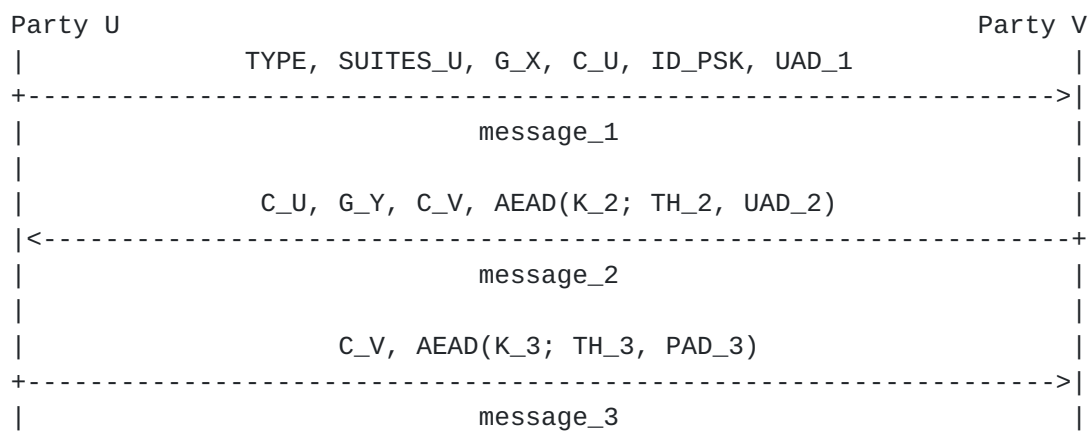 Party U                                                       Party V
|              TYPE, SUITES_U, G_X, C_U, ID_PSK, UAD_1              |
+------------------------------------------------------------------>|
|                             message_1                             |
|                                                                   |
|               C_U, G_Y, C_V, AEAD(K_2; TH_2, UAD_2)               |
|<------------------------------------------------------------------+
|                             message_2                             |
|                                                                   |
|                    C_V, AEAD(K_3; TH_3, PAD_3)                    |
+------------------------------------------------------------------>|
|                             message_3                             |